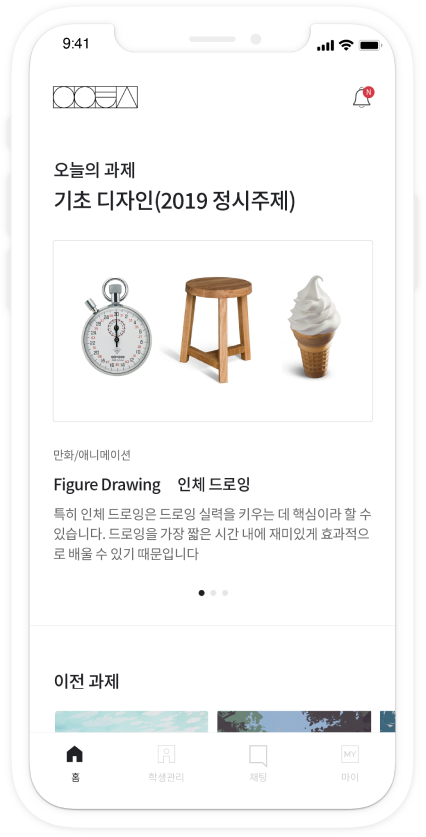 9:41
N
오늘의 과제
기초 디자인(2019 정시주제)
만화/애니메이션
Figure Drawing 인체 드로잉
특히 인체 드로잉은 드로잉 실력을 키우는 데 핵심이라 할 수
있습니다. 드로잉을 가장 짧은 시간 내에 재미있게 효과적으
로 배울 수 있기 때문입니다
이전 과제
MY
홈 학생관리 채팅 마이